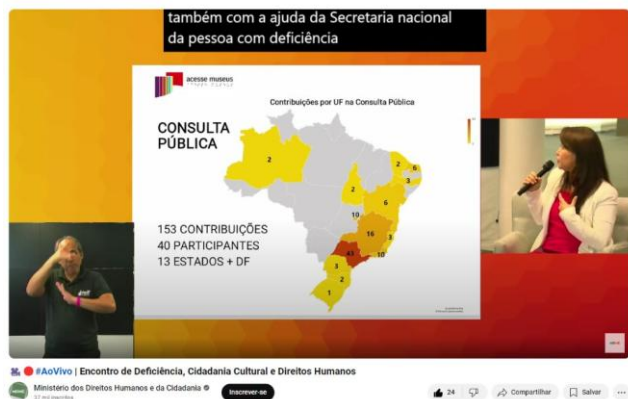 também com a ajuda da Secretaria nacional
da pessoa com deficiência
acesse museus
Contribuições por UF na Consulta Pública
CONSULTA
PÚBLICA
153 CONTRIBUIÇÕES
40 PARTICIPANTES
13 ESTADOS + DF
2
2
6
3
2
6
10
16
3
43
10
3
2
1
#AoVivo | Encontro de Deficiência, Cidadania Cultural e Direitos Humanos
Ministério dos Direitos Humanos e da Cidadania
Inscrever-se
24
Compartilhar
Salvar